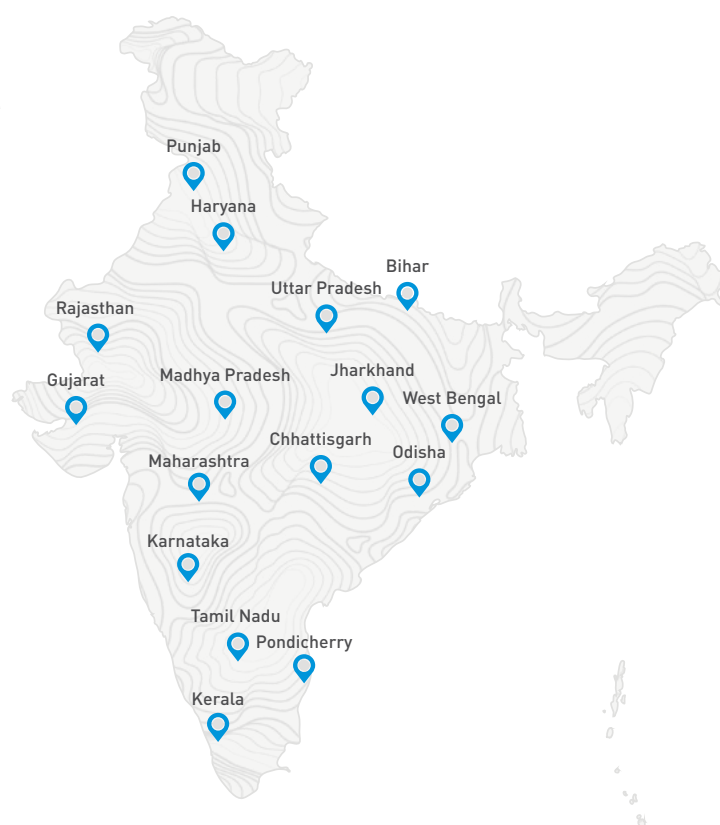 Punjab
Haryana
Bihar
Uttar Pradesh
Rajasthan
Jharkhand
Madhya Pradesh
Gujarat
West Bengal
Chhattisgarh
Odisha
Maharashtra
Karnataka
Tamil Nadu
Pondicherry
Kerala